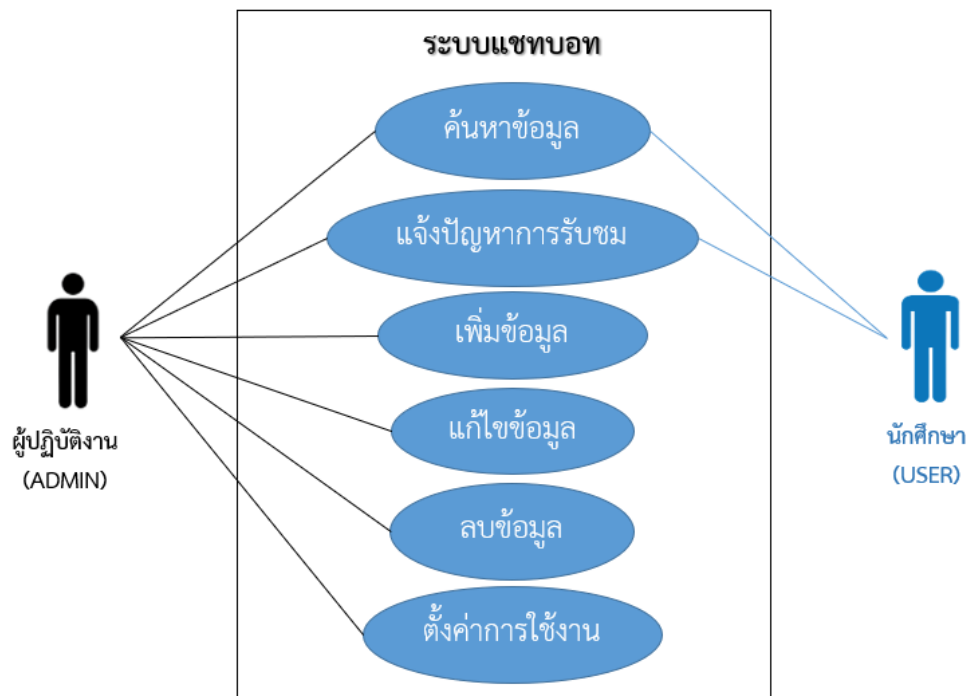 ระบบแชทบอท
ค้นหาข้อมูล
แจ้งปัญหาการรับชม
เพิ่มข้อมูล
แก้ไขข้อมูล
ลบข้อมูล
ตั้งค่าการใช้งาน
ผู้ปฏิบัติงาน
(ADMIN)
นักศึกษา
(USER)